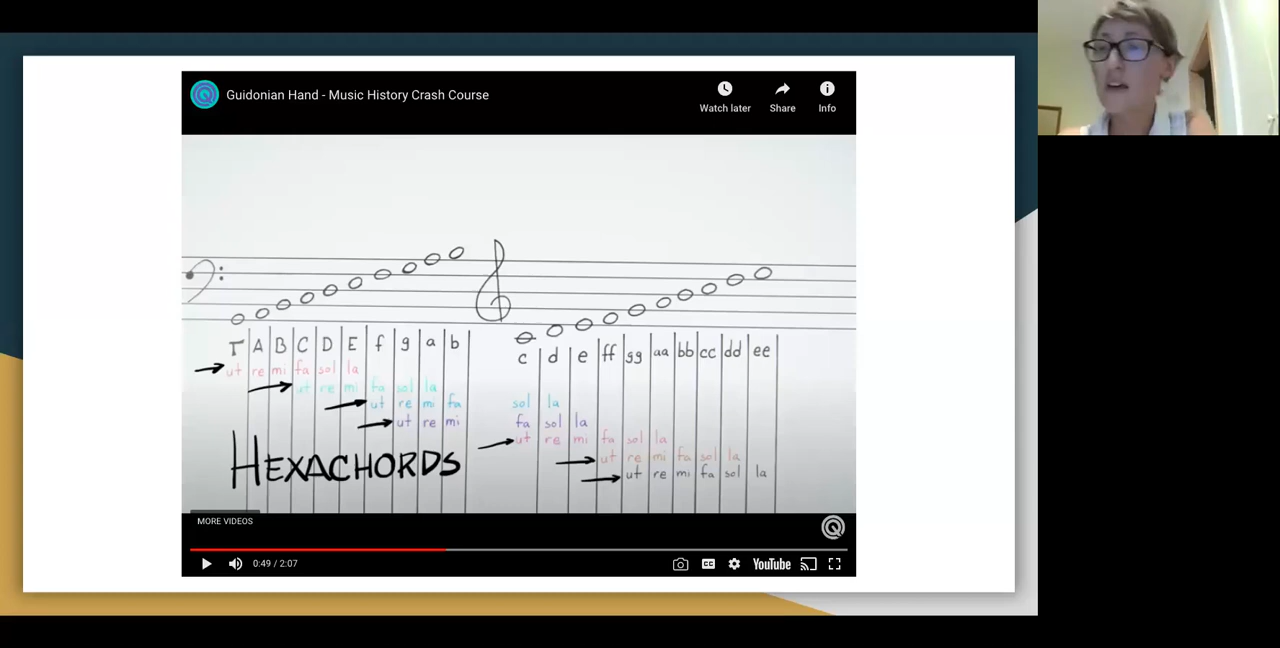 Guidonian Hand - Music History Crash Course
Watch later
Share
Info
Γ A B C D E f g a b
c d e ff gg aa bb cc dd ee
ut re mi fa sol la
ut re mi fa sol la
ut re mi fa sol la
ut re mi fa sol la
ut re mi fa sol la
ut re mi fa sol la
ut re mi fa sol la
HEXACHORDS
MORE VIDEOS
0:49 / 2:07
YouTube